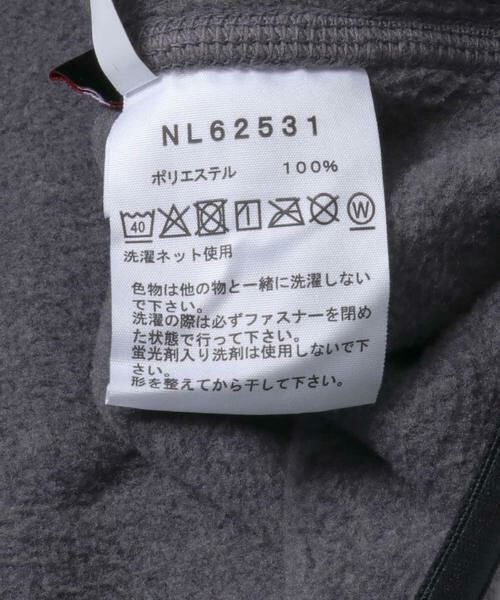 NL62531
ポリエステル 100%
40 1 W
洗濯ネット使用
色物は他の物と一緒に洗濯しない
で下さい。
洗濯の際は必ずファスナーを閉め
た状態で行って下さい。
蛍光剤入り洗剤は使用しないで下
さい。
形を整えてから干して下さい。